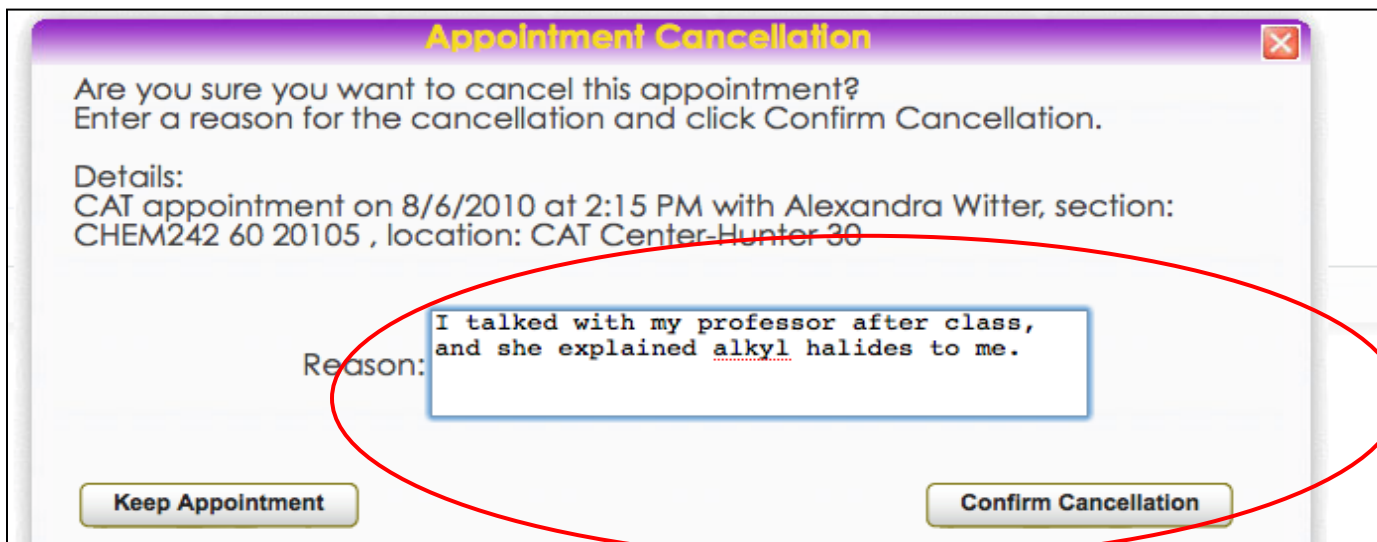 Appointment Cancellation
Are you sure you want to cancel this appointment?
Enter a reason for the cancellation and click Confirm Cancellation.
Details:
CAT appointment on 8/6/2010 at 2:15 PM with Alexandra Witter, section:
CHEM242 60 20105 , location: CAT Center-Hunter 30
I talked with my professor after class,
and she explained alkyl halides to me.
Reason:
Keep Appointment
Confirm Cancellation